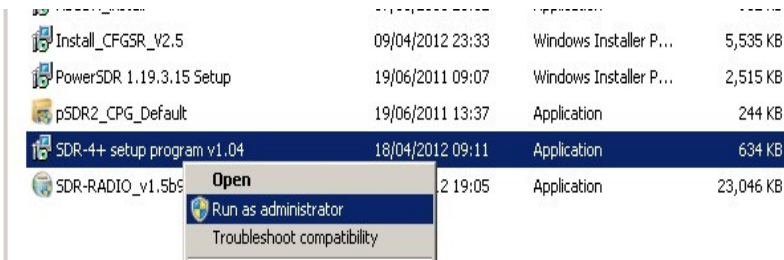 Install_CFGSR_V2.5 09/04/2012 23:33 Windows Installer P... 5,535 KB
PowerSDR 1.19.3.15 Setup 19/06/2011 09:07 Windows Installer P... 2,515 KB
pSDR2_CPG_Default 19/06/2011 13:37 Application 244 KB
SDR-4+ setup program v1.04 18/04/2012 09:11 Application 634 KB
SDR-RADIO_v1.5b9 2 19:05 Application 23,046 KB
Open
Run as administrator
Troubleshoot compatibility